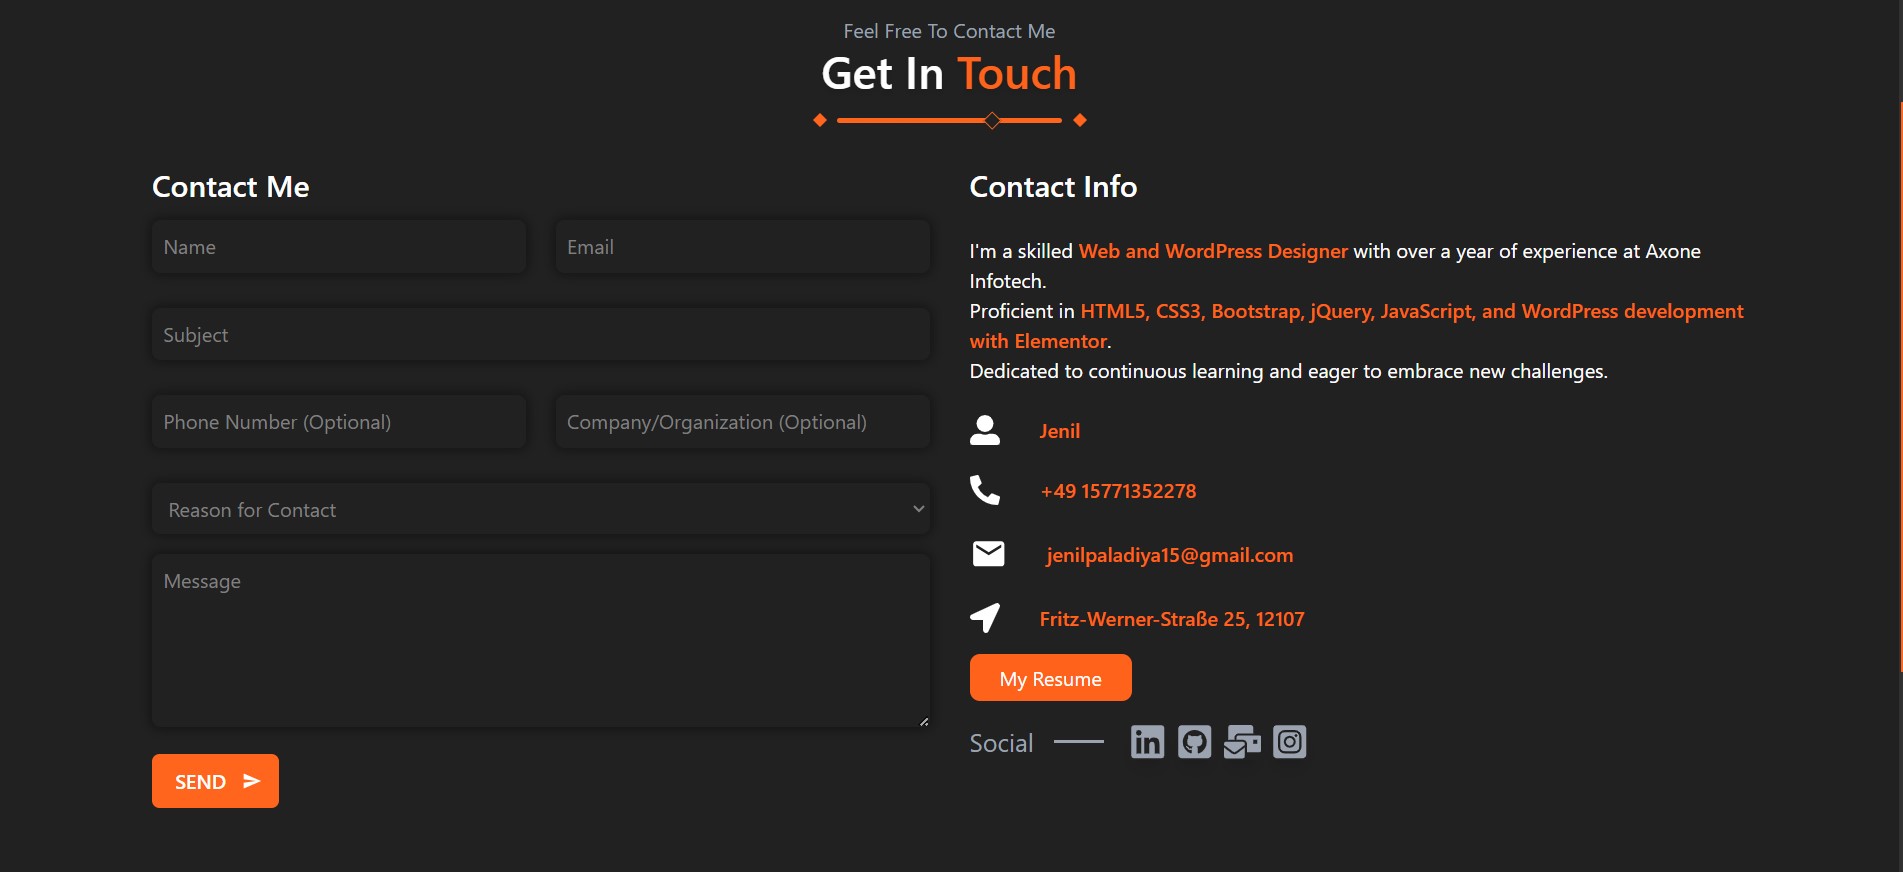 Feel Free To Contact Me
Get In Touch
Contact Me
Name
Email
Subject
Phone Number (Optional)
Company/Organization (Optional)
Reason for Contact
Message
SEND
Contact Info
I'm a skilled Web and WordPress Designer with over a year of experience at Axone
Infotech.
Proficient in HTML5, CSS3, Bootstrap, jQuery, JavaScript, and WordPress development
with Elementor.
Dedicated to continuous learning and eager to embrace new challenges.
Jenil
+49 15771352278
jenilpaladiya15@gmail.com
Fritz-Werner-Straße 25, 12107
My Resume
Social
in